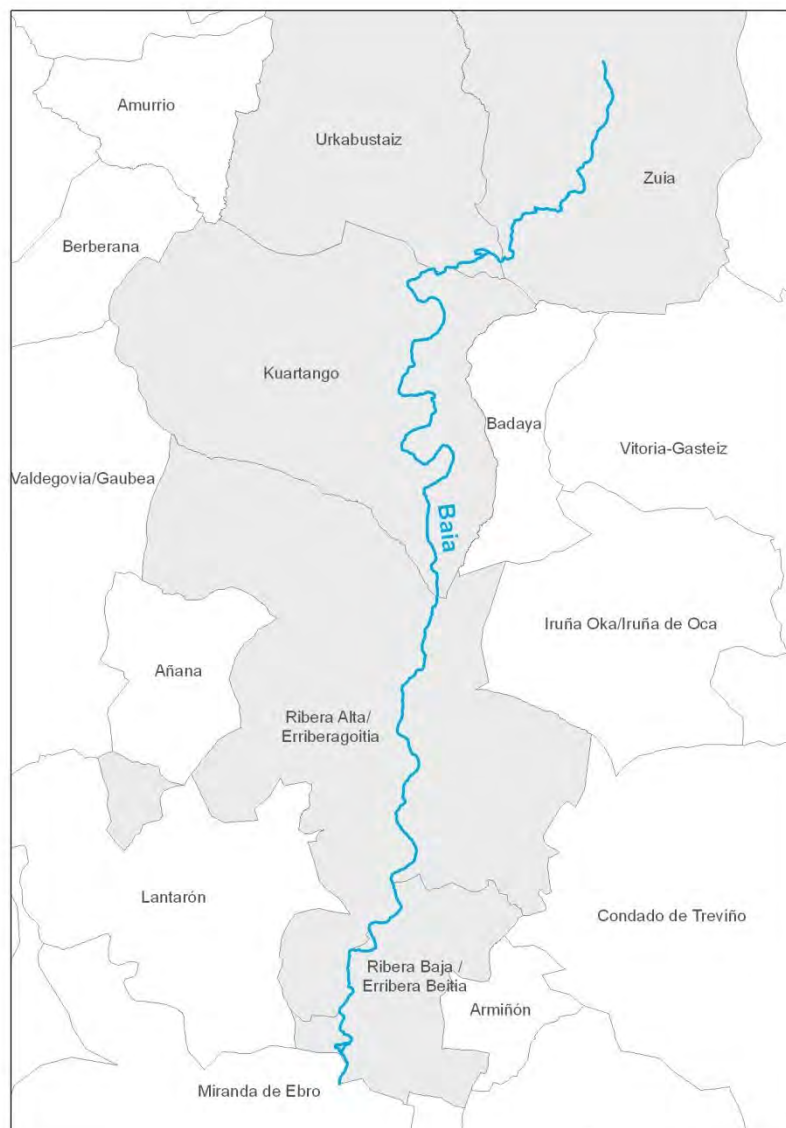 Amurrio
Urkabustaiz
Zuia
Berberana
Kuartango
Badaya
Vitoria-Gasteiz
Valdegovia/Gaubea
Baia
Iruña Oka/Iruña de Oca
Añana
Ribera Alta/
Erriberagoitia
Lantarón
Condado de Treviño
Ribera Baja /
Erribera Beitia
Armiñón
Miranda de Ebro